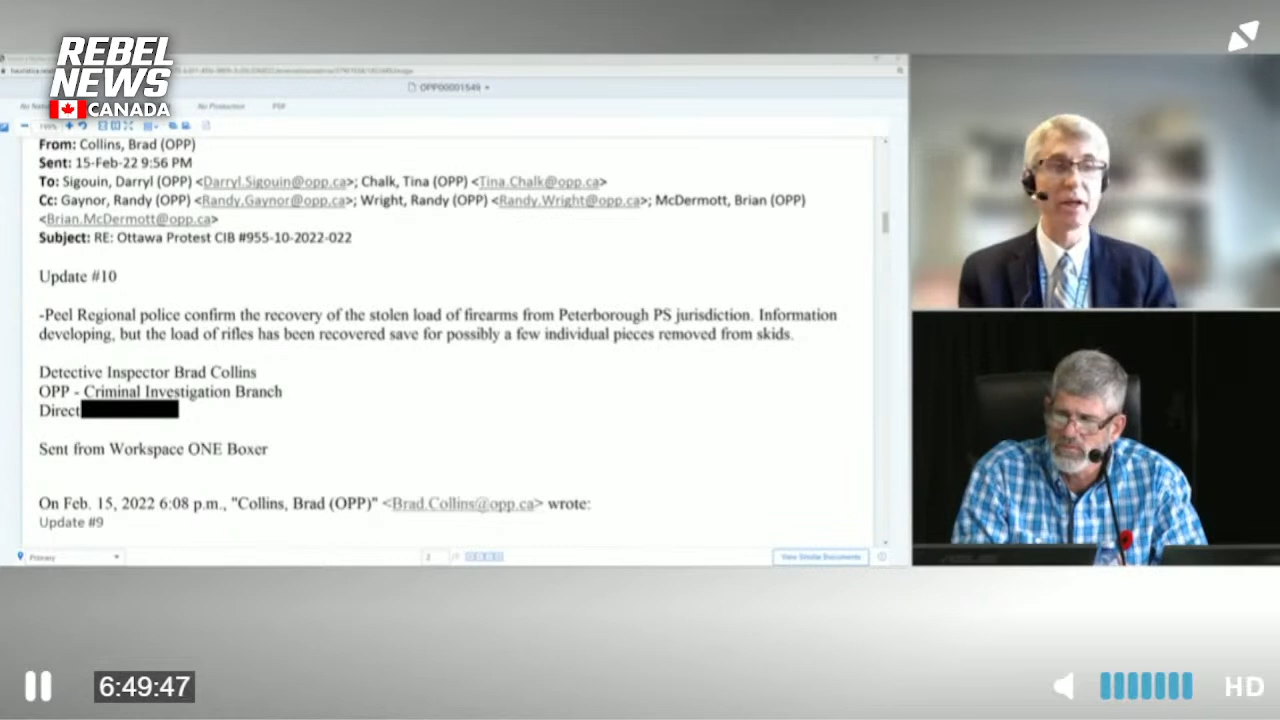 REBEL
NEWS
CANADA
OPP00001549
No Production
PDF
From: Collins, Brad (OPP)
Sent: 15-Feb-22 9:56 PM
To: Sigouin, Darryl (OPP) <Darryl.Sigouin@opp.ca>; Chalk, Tina (OPP) <Tina.Chalk@opp.ca>
Cc: Gaynor, Randy (OPP) <Randy.Gaynor@opp.ca>; Wright, Randy (OPP) <Randy.Wright@opp.ca>; McDermott, Brian (OPP)
<Brian.McDermott@opp.ca>
Subject: RE: Ottawa Protest CIB #955-10-2022-022
Update #10
-Peel Regional police confirm the recovery of the stolen load of firearms from Peterborough PS jurisdiction. Information
developing, but the load of rifles has been recovered save for possibly a few individual pieces removed from skids.
Detective Inspector Brad Collins
OPP - Criminal Investigation Branch
Direct
Sent from Workspace ONE Boxer
On Feb. 15, 2022 6:08 p.m., "Collins, Brad (OPP)" <Brad.Collins@opp.ca> wrote:
Update #9
Primary
2
View Similar Documents
6:49:47
HD